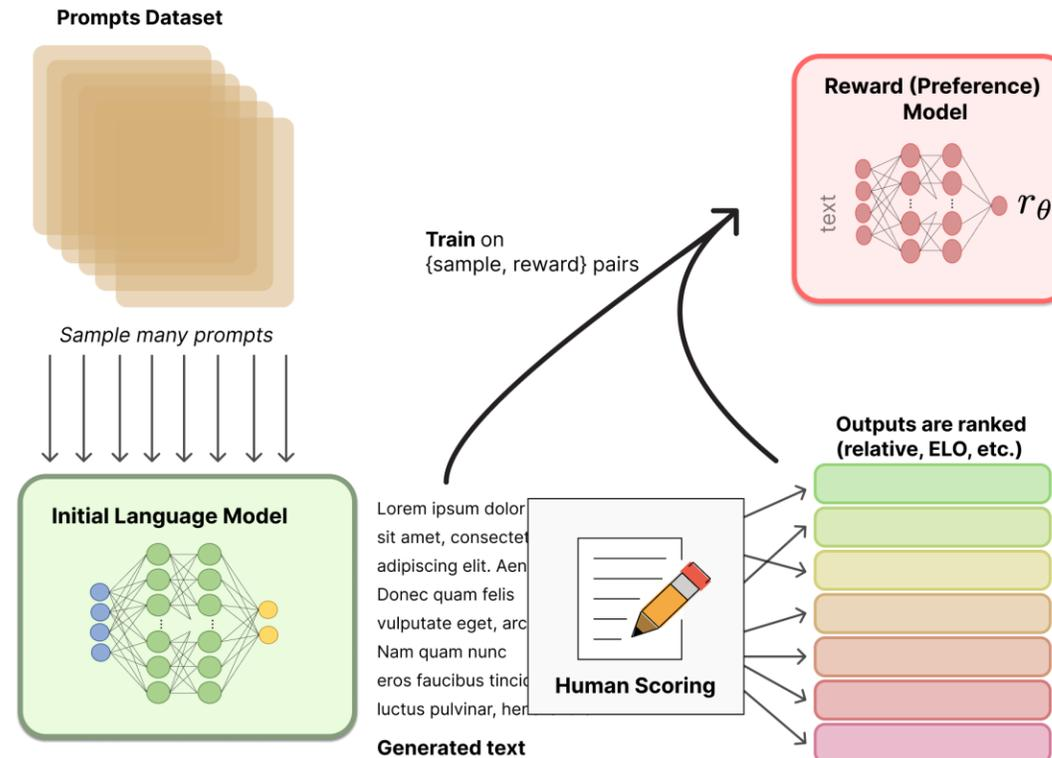 Prompts Dataset
Sample many prompts
Initial Language Model
Train on
{sample, reward} pairs
Reward (Preference)
Model
text
rθ
Lorem ipsum dolor
sit amet, consectet
adipiscing elit. Aen
Donec quam felis
vulputate eget, arc
Nam quam nunc
eros faucibus tincid
luctus pulvinar, her
Generated text
Human Scoring
Outputs are ranked
(relative, ELO, etc.)